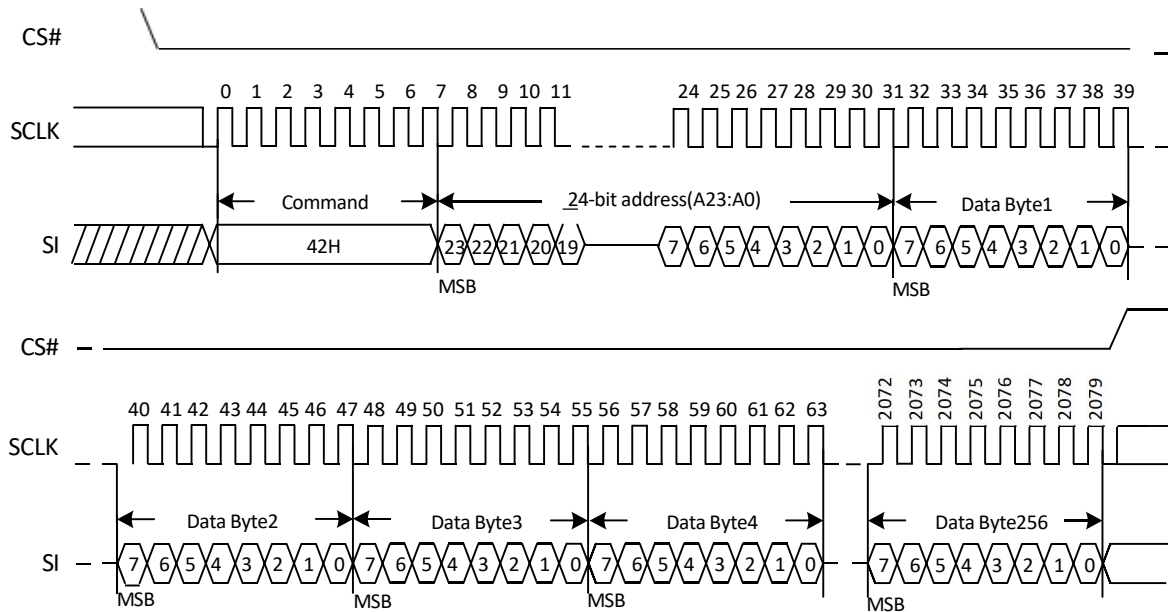 CS#
0 1 2 3 4 5 6 7 8 9 10 11 24 25 26 27 28 29 30 31 32 33 34 35 36 37 38 39
SCLK
Command 24-bit address(A23:A0) Data Byte1
SI 42H 23 22 21 20 19 7 6 5 4 3 2 1 0 7 6 5 4 3 2 1 0
MSB MSB
CS#
40 41 42 43 44 45 46 47 48 49 50 51 52 53 54 55 56 57 58 59 60 61 62 63 2072 2073 2074 2075 2076 2077 2078 2079
SCLK
Data Byte2 Data Byte3 Data Byte4 Data Byte256
SI 7 6 5 4 3 2 1 0 7 6 5 4 3 2 1 0 7 6 5 4 3 2 1 0 7 6 5 4 3 2 1 0
MSB MSB MSB MSB